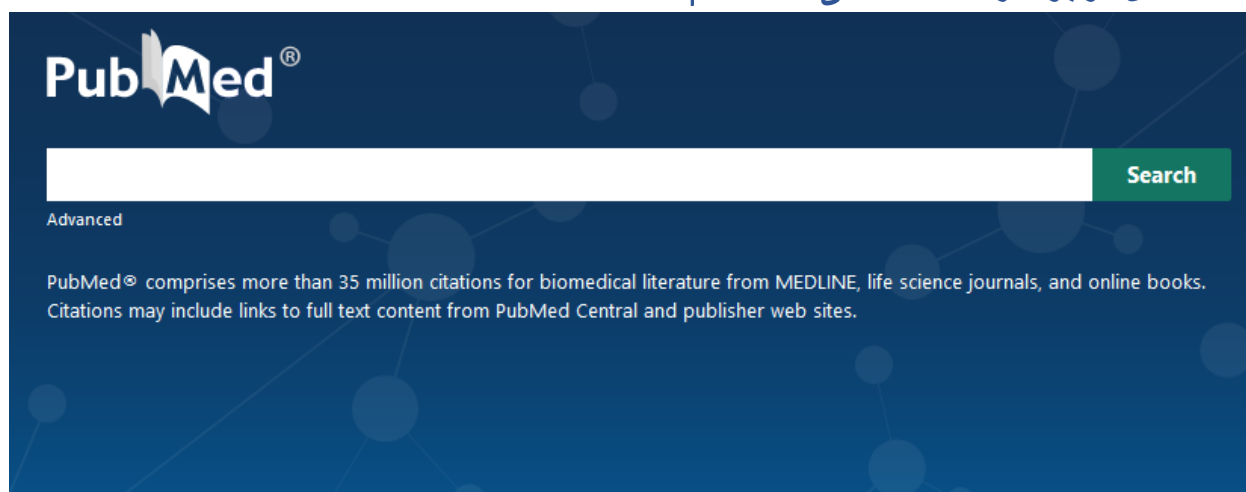 PubMed®
Search
Advanced
PubMed® comprises more than 35 million citations for biomedical literature from MEDLINE, life science journals, and online books.
Citations may include links to full text content from PubMed Central and publisher web sites.